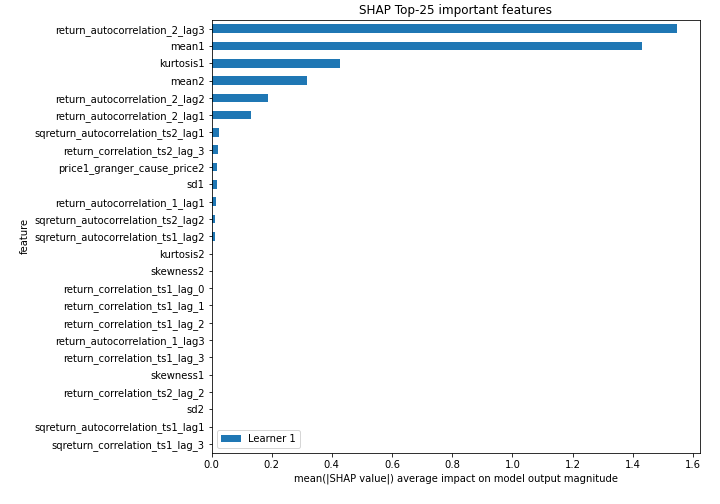 SHAP Top-25 important features
return_autocorrelation_2_lag3
mean1
kurtosis1
mean2
return_autocorrelation_2_lag2
return_autocorrelation_2_lag1
sqreturn_autocorrelation_ts2_lag1
return_correlation_ts2_lag_3
price1_granger_cause_price2
sd1
return_autocorrelation_1_lag1
sqreturn_autocorrelation_ts2_lag2
sqreturn_autocorrelation_ts1_lag2
kurtosis2
skewness2
return_correlation_ts1_lag_0
return_correlation_ts1_lag_1
return_correlation_ts1_lag_2
return_autocorrelation_1_lag3
return_correlation_ts1_lag_3
skewness1
return_correlation_ts2_lag_2
sd2
sqreturn_autocorrelation_ts1_lag1
sqreturn_correlation_ts1_lag_3
feature
Learner 1
0.0 0.2 0.4 0.6 0.8 1.0 1.2 1.4 1.6
mean(|SHAP value|) average impact on model output magnitude